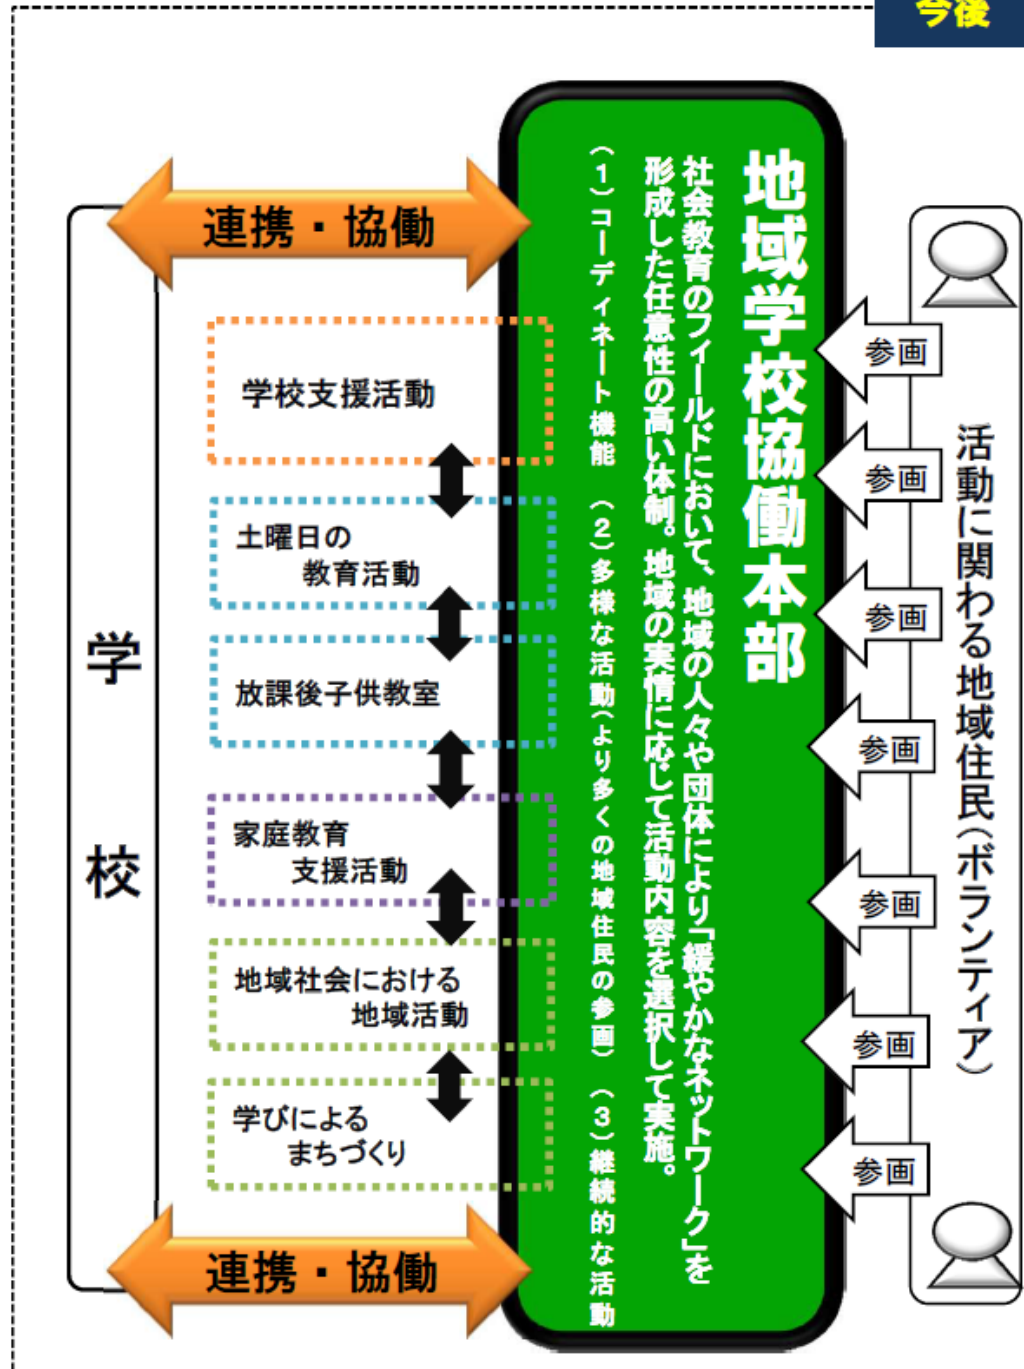 今後
活動に関わる地域住民(ボランティア)
参画
参画
参画
参画
参画
参画
参画
地域学校協働本部
社会教育のフィールドにおいて、地域の人々や団体により「緩やかなネットワーク」を
形成した任意性の高い体制。地域の実情に応じて活動内容を選択して実施。
(1)コーディネート機能 (2)多様な活動(より多くの地域住民の参画) (3)継続的な活動
連携・協働
学校支援活動
土曜日の
教育活動
放課後子供教室
家庭教育
支援活動
地域社会における
地域活動
学びによる
まちづくり
連携・協働
学校